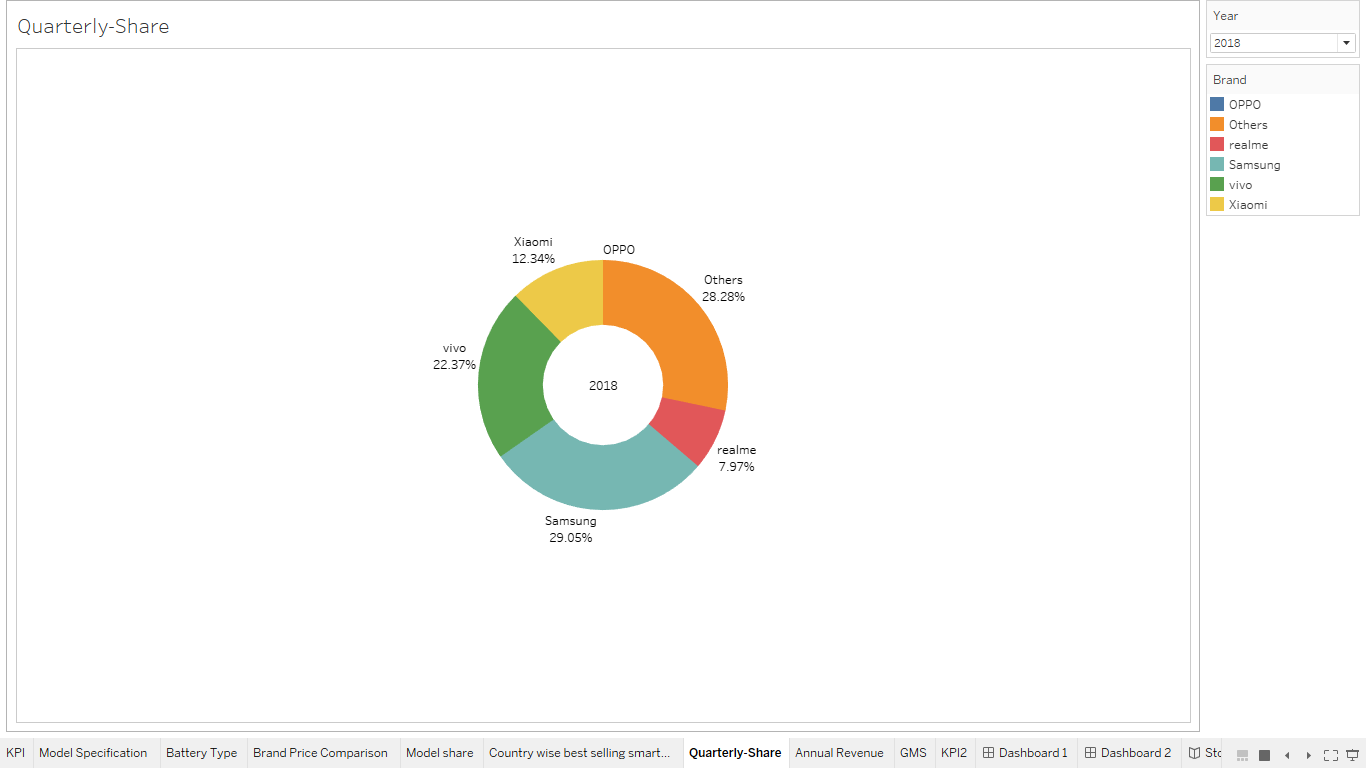 Quarterly-Share
Year
2018
Brand
OPPO
Others
realme
Samsung
vivo
Xiaomi
Xiaomi
12.34%
OPPO
Others
28.28%
vivo
22.37%
2018
realme
7.97%
Samsung
29.05%
KPI Model Specification Battery Type Brand Price Comparison Model share Country wise best selling smart... Quarterly-Share Annual Revenue GMS KPI2 Dashboard 1 Dashboard 2 Sto